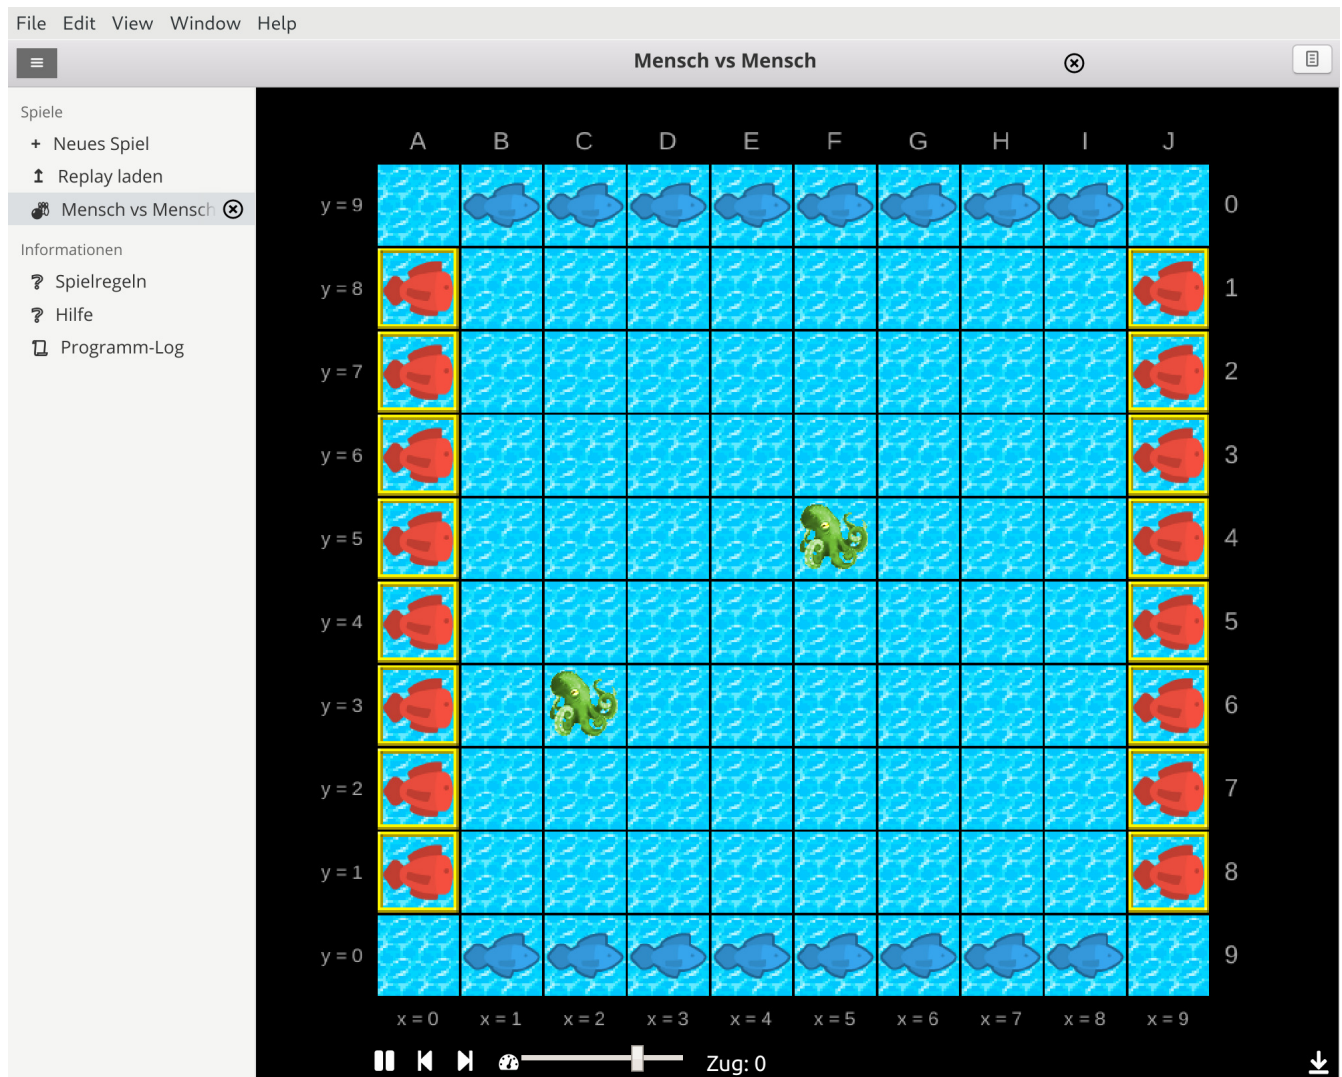 File Edit View Window Help
Mensch vs Mensch
Spiele
+ Neues Spiel
Replay laden
Mensch vs Mensch
Informationen
? Spielregeln
? Hilfe
Programm-Log
A B C D E F G H I J
y = 9 0
y = 8 1
y = 7 2
y = 6 3
y = 5 4
y = 4 5
y = 3 6
y = 2 7
y = 1 8
y = 0 9
x = 0 x = 1 x = 2 x = 3 x = 4 x = 5 x = 6 x = 7 x = 8 x = 9
Zug: 0